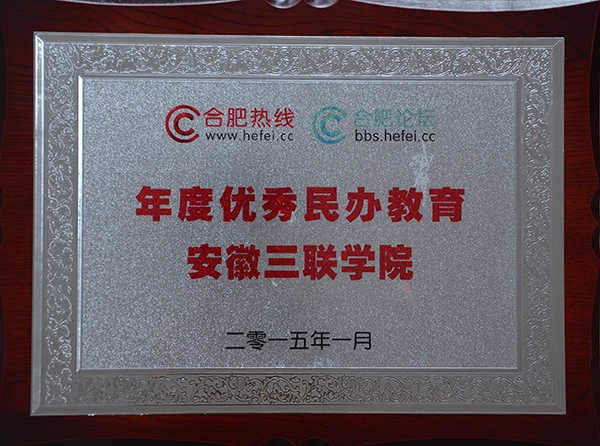 合肥热线 合肥论坛
www.hefei.cc bbs.hefei.cc
年度优秀民办教育
安徽三联学院
二零一五年一月